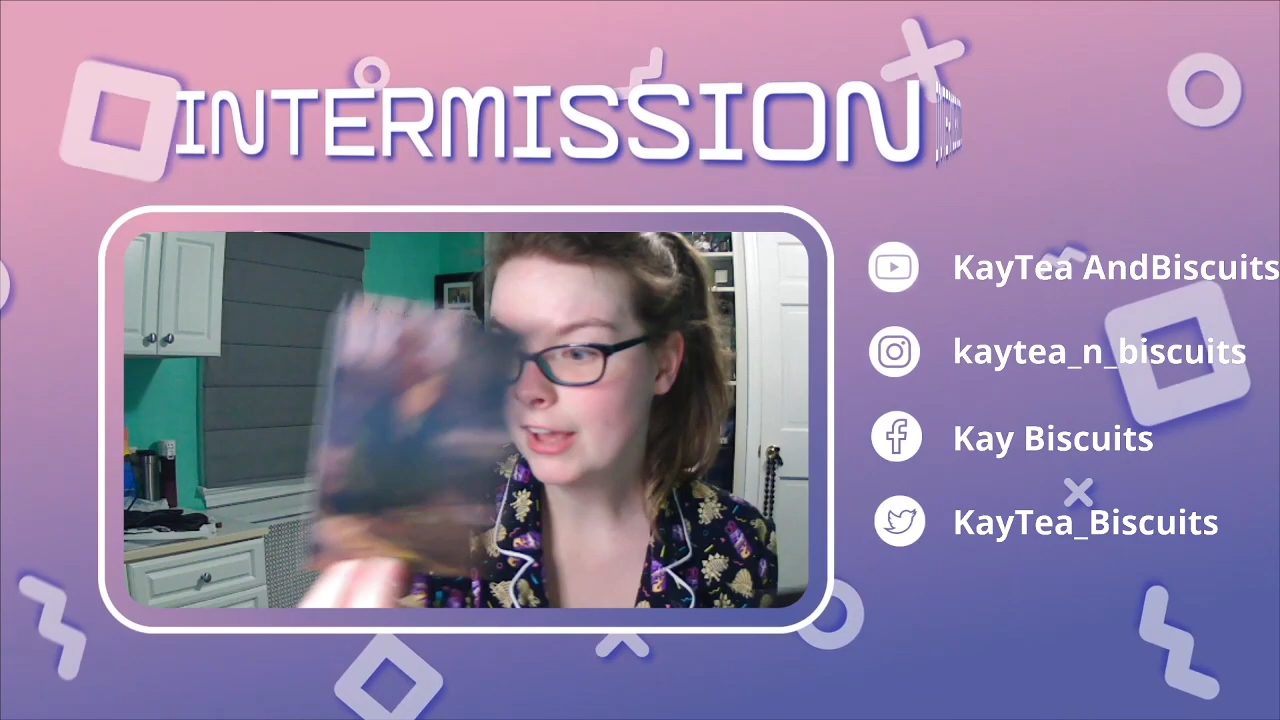 INTERMISSION
KayTea AndBiscuits
kaytea_n_biscuits
Kay Biscuits
KayTea_Biscuits